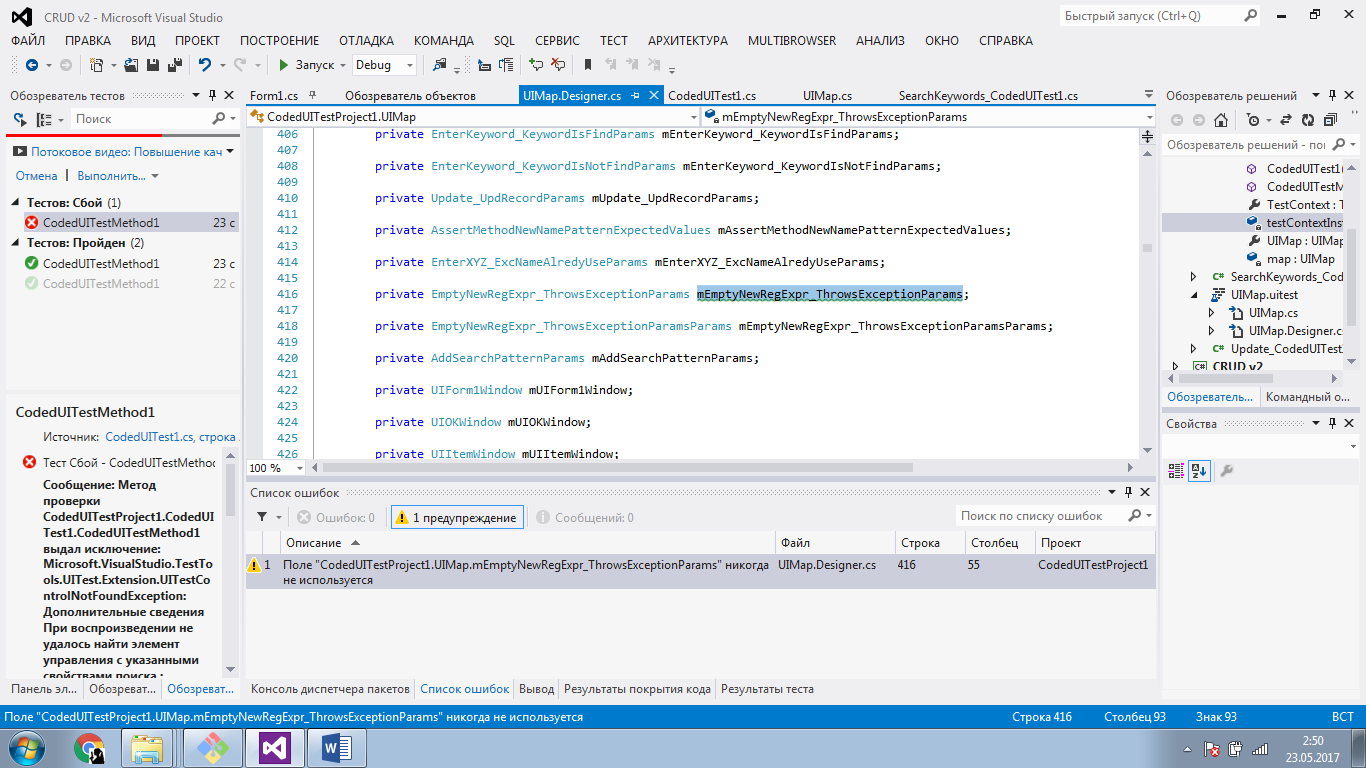 CRUD v2 - Microsoft Visual Studio
Быстрый запуск (Ctrl+Q)
ФАЙЛ ПРАВКА ВИД ПРОЕКТ ПОСТРОЕНИЕ ОТЛАДКА КОМАНДА SQL СЕРВИС ТЕСТ АРХИТЕКТУРА MULTIBROWSER АНАЛИЗ ОКНО СПРАВКА
Запуск Debug
Обозреватель тестов
Поиск
Потоковое видео: Повышение кач
Отмена Выполнить...
Тестов: Сбой (1)
CodedUITestMethod1 23 с
Тестов: Пройден (2)
CodedUITestMethod1 23 с
CodedUITestMethod1 22 с
CodedUITestMethod1
Источник: CodedUITest1.cs, строка
Тест Сбой - CodedUITestMethod
Сообщение: Метод
проверки
CodedUITestProject1.CodedUI
Test1.CodedUITestMethod1
выдал исключение:
Microsoft.VisualStudio.TestTo
ols.UITest.Extension.UITestCo
ntrolNotFoundException:
Дополнительные сведения
При воспроизведении не
удалось найти элемент
управления с указанными
свойствами поиска :
Панель эл... Обозреват... Обозреват...
Form1.cs Обозреватель объектов UIMap.Designer.cs CodedUITest1.cs UIMap.cs SearchKeywords_CodedUITest1.cs
CodedUITestProject1.UIMap mEmptyNewRegExpr_ThrowsExceptionParams
406 private EnterKeyword_KeywordIsFindParams mEnterKeyword_KeywordIsFindParams;
407
408 private EnterKeyword_KeywordIsNotFindParams mEnterKeyword_KeywordIsNotFindParams;
409
410 private Update_UpdRecordParams mUpdate_UpdRecordParams;
411
412 private AssertMethodNewNamePatternExpectedValues mAssertMethodNewNamePatternExpectedValues;
413
414 private EnterXYZ_ExcNameAlredyUseParams mEnterXYZ_ExcNameAlredyUseParams;
415
416 private EmptyNewRegExpr_ThrowsExceptionParams mEmptyNewRegExpr_ThrowsExceptionParams;
417
418 private EmptyNewRegExpr_ThrowsExceptionParamsParams mEmptyNewRegExpr_ThrowsExceptionParamsParams;
419
420 private AddSearchPatternParams mAddSearchPatternParams;
421
422 private UIForm1Window mUIForm1Window;
423
424 private UIOKWindow mUIOKWindow;
425
426 private UIItemWindow mUIItemWindow;
100 %
Список ошибок
Ошибок: 0 1 предупреждение Сообщений: 0 Поиск по списку ошибок
Описание Файл Строка Столбец Проект
1 Поле "CodedUITestProject1.UIMap.mEmptyNewRegExpr_ThrowsExceptionParams" никогда UIMap.Designer.cs 416 55 CodedUITestProject1
не используется
Консоль диспетчера пакетов Список ошибок Вывод Результаты покрытия кода Результаты теста
Обозреватель решений
Обозреватель решений - пои
CodedUITest1(
CodedUITestM
TestContext : T
testContextIns
UIMap : UIMap
map : UIMap
SearchKeywords_Cod
UIMap.uitest
UIMap.cs
UIMap.Designer.c
Update_CodedUITest
CRUD v2
Обозреватель... Командный о...
Свойства
Поле "CodedUITestProject1.UIMap.mEmptyNewRegExpr_ThrowsExceptionParams" никогда не используется Строка 416 Столбец 93 Знак 93 ВСТ
2:50
23.05.2017